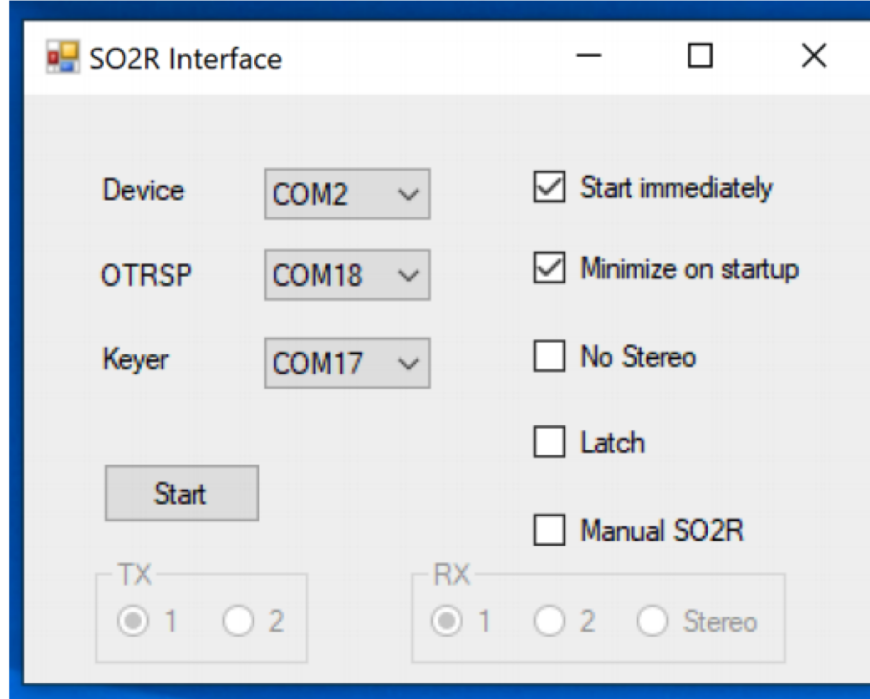 SO2R Interface
Device COM2 Start immediately
OTRSP COM18 Minimize on startup
Keyer COM17 No Stereo
Latch
Start
Manual SO2R
TX RX
1 2 1 2 Stereo